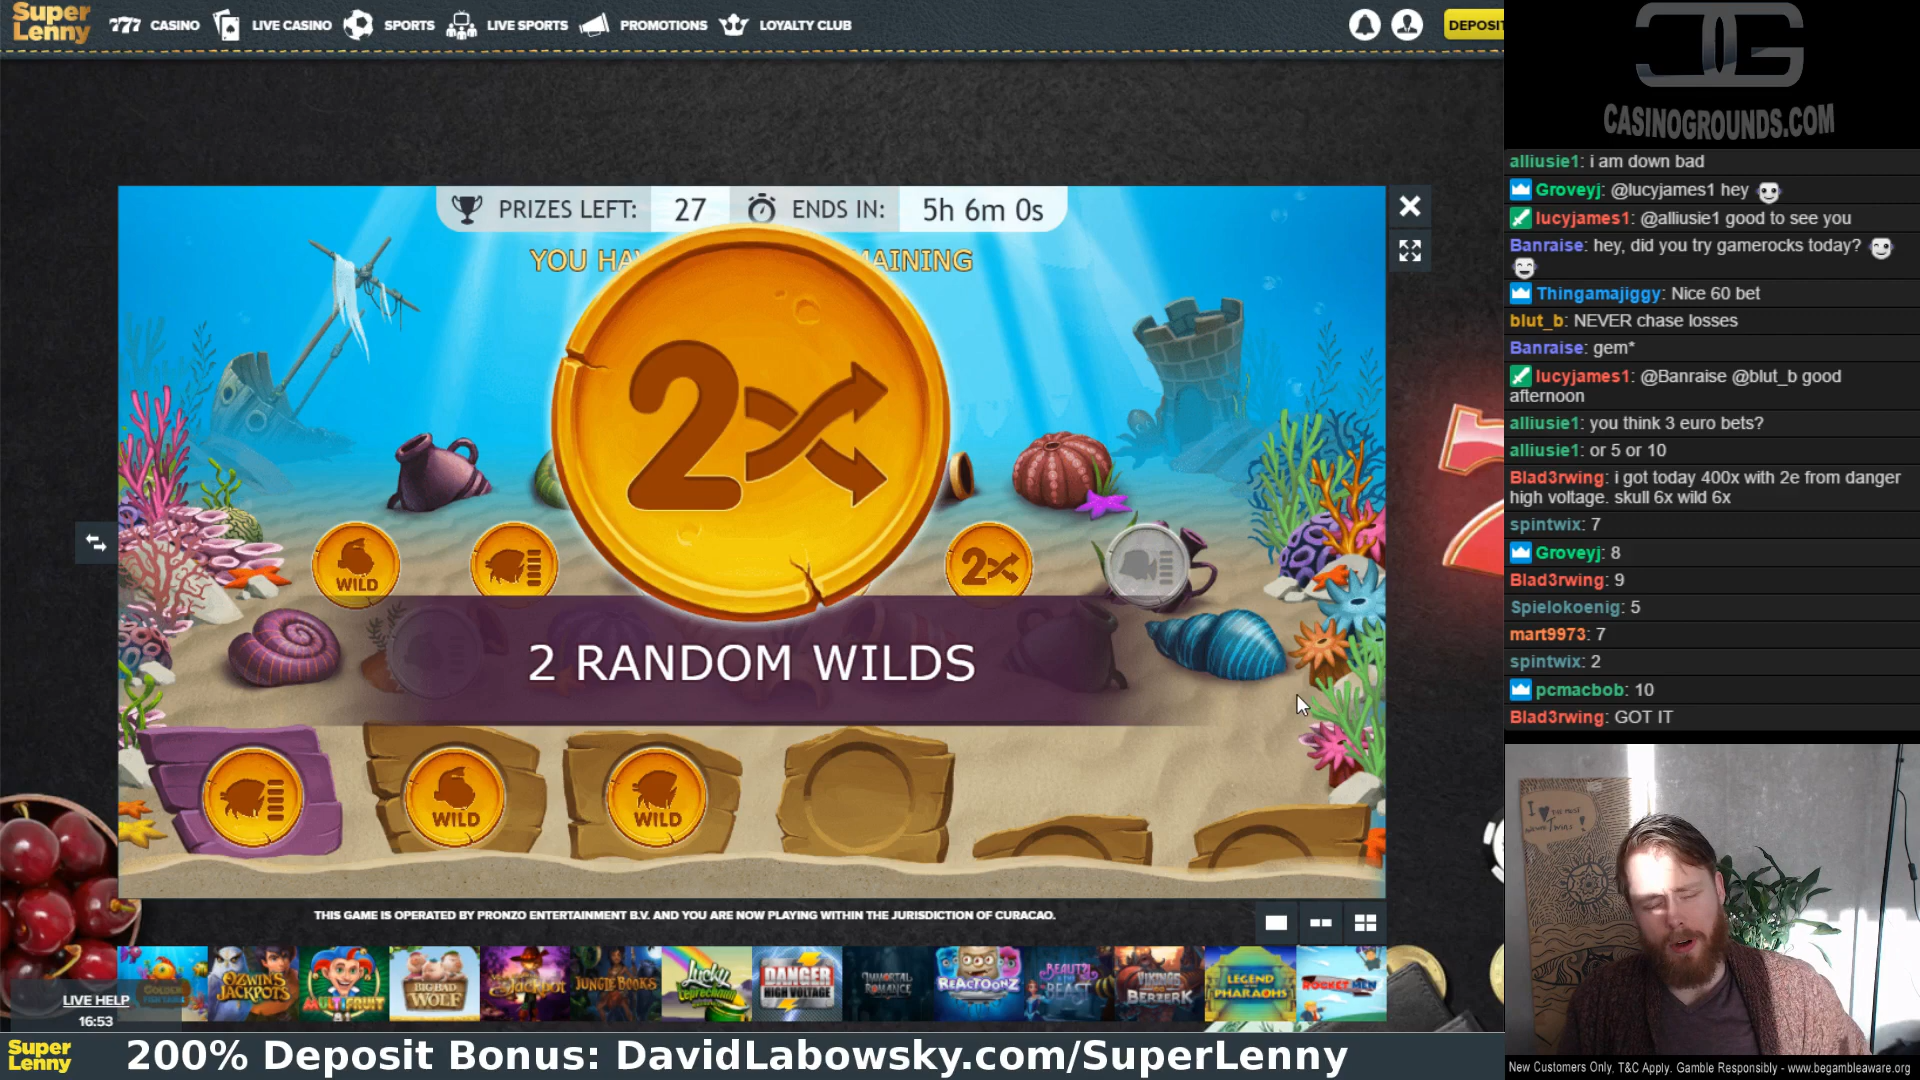 Super Lenny
777 CASINO LIVE CASINO SPORTS LIVE SPORTS PROMOTIONS LOYALTY CLUB
DEPOSIT
CASINOGROUNDS.COM
PRIZES LEFT: 27 ENDS IN: 5h 6m 0s
2
WILD
2
2 RANDOM WILDS
WILD
WILD
alliusie1: i am down bad
Groveyj: @lucyjames1 hey
lucyjames1: @alliusie1 good to see you
Banraise: hey, did you try gamerocks today?
Thingamajiggy: Nice 60 bet
blut_b: NEVER chase losses
Banraise: gem*
lucyjames1: @Banraise @blut_b good
afternoon
alliusie1: you think 3 euro bets?
alliusie1: or 5 or 10
Blad3rwing: i got today 400x with 2e from danger
high voltage. skull 6x wild 6x
spintwix: 7
Groveyj: 8
Blad3rwing: 9
Spielokoenig: 5
mart9973: 7
spintwix: 2
pcmacbob: 10
Blad3rwing: GOT IT
THIS GAME IS OPERATED BY PRONZO ENTERTAINMENT B.V. AND YOU ARE NOW PLAYING WITHIN THE JURISDICTION OF CURACAO.
OZWIN'S JACKPOTS
MULTIFRUIT 81
BIG BAD WOLF
JUNGLE BOOKS
Lucky Leprechaun
DANGER HIGH VOLTAGE
IMMORTAL ROMANCE
REACTOONZ
BEAUTY BEAST
VIKINGS BERZERK
LEGEND PHARAOHS
ROCKET MEN
LIVE HELP
16:53
Super Lenny
200% Deposit Bonus: DavidLabowsky.com/SuperLenny
New Customers Only, T&C Apply. Gamble Responsibly - www.begambleaware.org